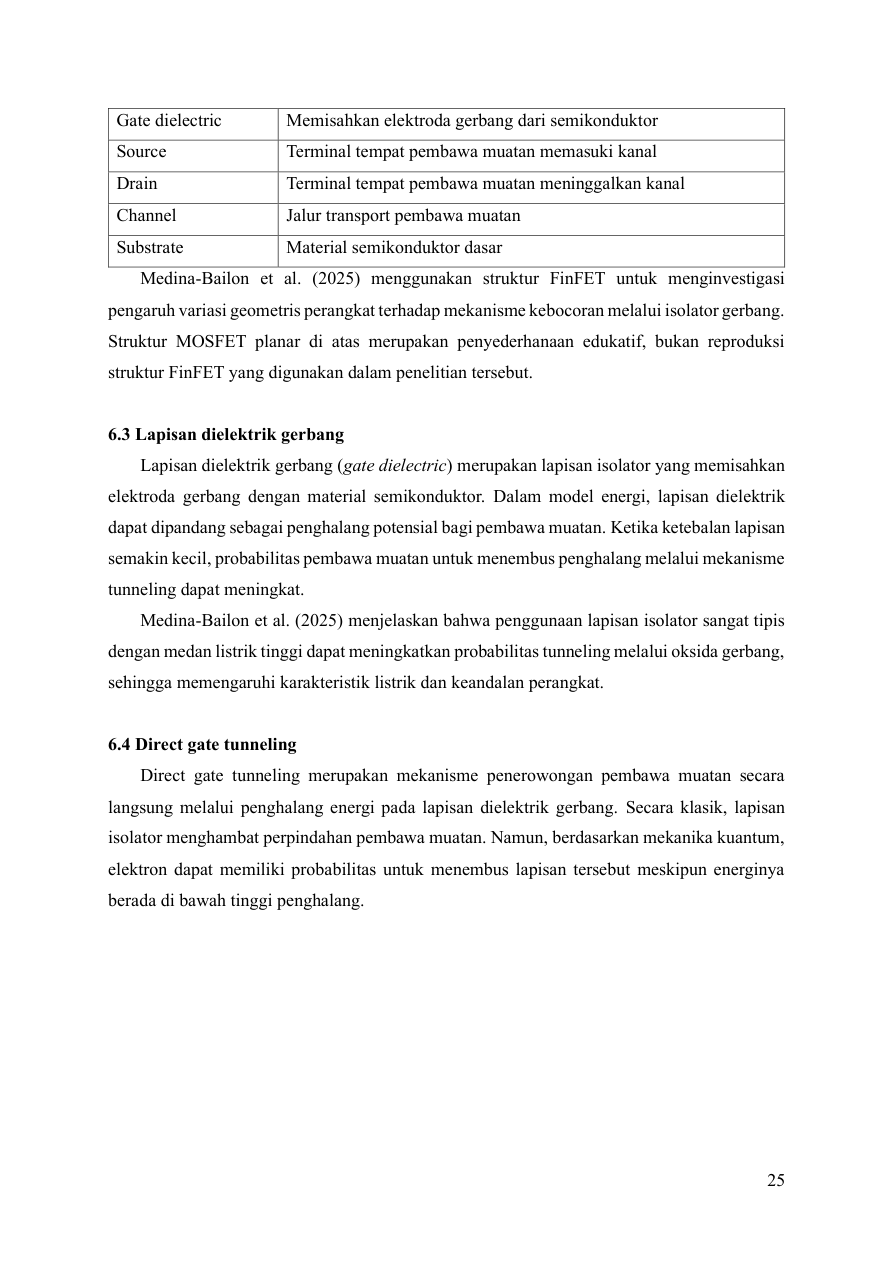 Gate dielectric Memisahkan elektroda gerbang dari semikonduktor
Source Terminal tempat pembawa muatan memasuki kanal
Drain Terminal tempat pembawa muatan meninggalkan kanal
Channel Jalur transport pembawa muatan
Substrate Material semikonduktor dasar
Medina-Bailon et al. (2025) menggunakan struktur FinFET untuk menginvestigasi
pengaruh variasi geometris perangkat terhadap mekanisme kebocoran melalui isolator gerbang.
Struktur MOSFET planar di atas merupakan penyederhanaan edukatif, bukan reproduksi
struktur FinFET yang digunakan dalam penelitian tersebut.
6.3 Lapisan dielektrik gerbang
Lapisan dielektrik gerbang (gate dielectric) merupakan lapisan isolator yang memisahkan
elektroda gerbang dengan material semikonduktor. Dalam model energi, lapisan dielektrik
dapat dipandang sebagai penghalang potensial bagi pembawa muatan. Ketika ketebalan lapisan
semakin kecil, probabilitas pembawa muatan untuk menembus penghalang melalui mekanisme
tunneling dapat meningkat.
Medina-Bailon et al. (2025) menjelaskan bahwa penggunaan lapisan isolator sangat tipis
dengan medan listrik tinggi dapat meningkatkan probabilitas tunneling melalui oksida gerbang,
sehingga memengaruhi karakteristik listrik dan keandalan perangkat.
6.4 Direct gate tunneling
Direct gate tunneling merupakan mekanisme penerowongan pembawa muatan secara
langsung melalui penghalang energi pada lapisan dielektrik gerbang. Secara klasik, lapisan
isolator menghambat perpindahan pembawa muatan. Namun, berdasarkan mekanika kuantum,
elektron dapat memiliki probabilitas untuk menembus lapisan tersebut meskipun energinya
berada di bawah tinggi penghalang.
25